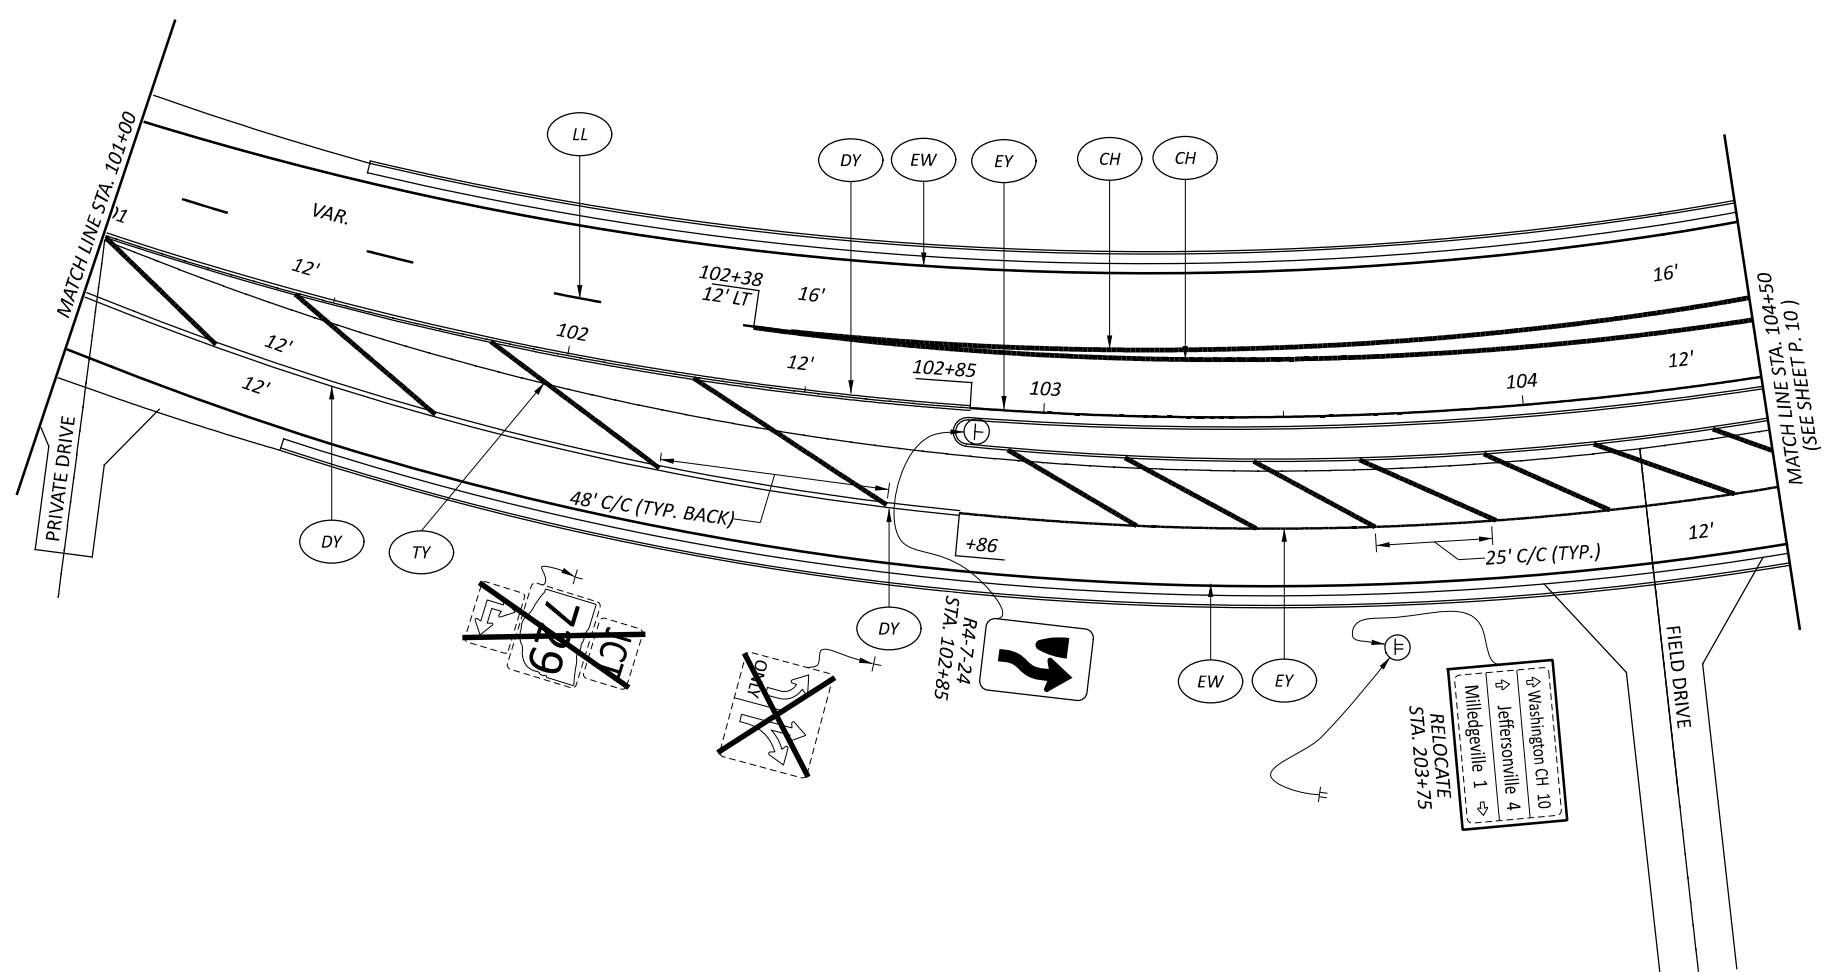 LL
DY
EW
EY
CH
CH
MATCH LINE STA. 101+00
01
VAR.
12'
12'
12'
102
102+38
12' LT
16'
12'
102+85
103
104
16'
12'
12'
MATCH LINE STA. 104+50
(SEE SHEET P. 10 )
PRIVATE DRIVE
DY
TY
48' C/C (TYP. BACK)
+86
25' C/C (TYP.)
DY
EW
EY
JCT
729
ONLY
R4-7-24
STA. 102+85
RELOCATE
STA. 203+75
Washington CH 10
Jeffersonville 4
Milledgeville 1
FIELD DRIVE